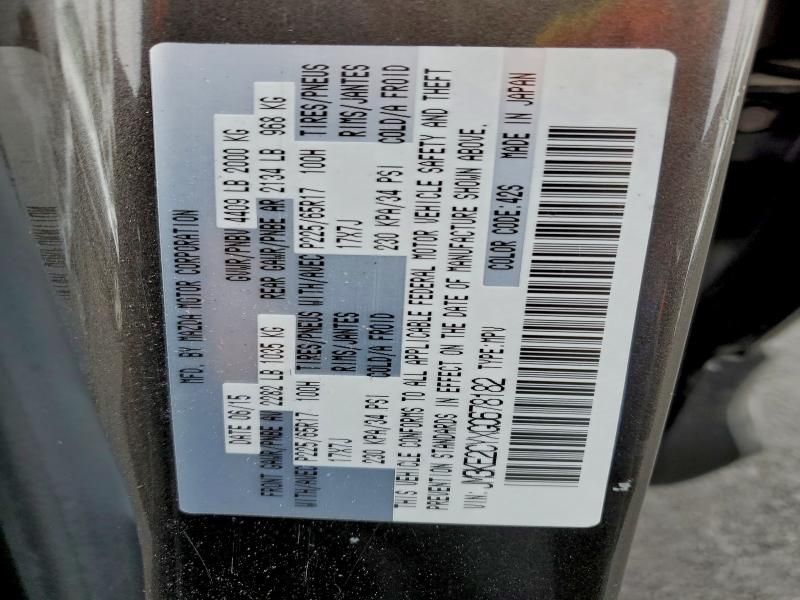 MFD. BY MAZDA MOTOR CORPORATION
DATE 06/15 GVWR/PNBV 4409 LB 2000 KG
FRONT GAWR/PNBE AV 2282 LB 1035 KG REAR GAWR/PNBE AR 2134 LB 968 KG
WITH/AVEC P225/65R17 100H TIRES/PNEUS WITH/AVEC P225/65R17 100H TIRES/PNEUS
17X7J RIMS/JANTES 17X7J RIMS/JANTES
230 KPA/34 PSI COLD/A FROID 230 KPA/34 PSI COLD/A FROID
THIS VEHICLE CONFORMS TO ALL APPLICABLE FEDERAL MOTOR VEHICLE SAFETY AND THEFT
PREVENTION STANDARDS IN EFFECT ON THE DATE OF MANUFACTURE SHOWN ABOVE.
VIN: TYPE:MPV
COLOR CODE:42S MADE IN JAPAN